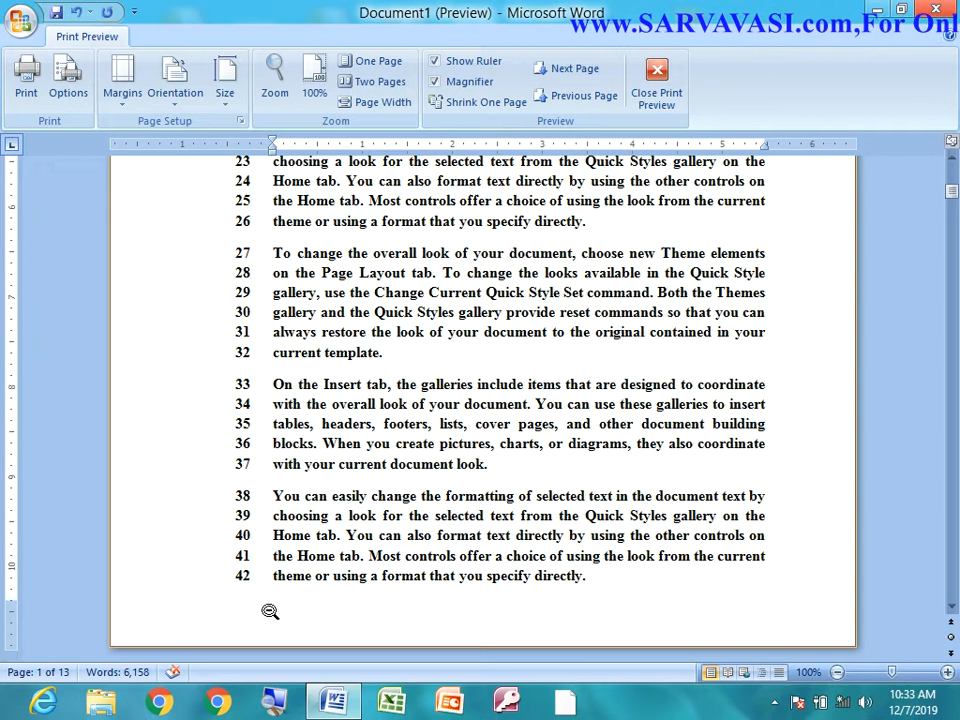 Document1 (Preview) - Microsoft Word
www.SARVAVASI.com,For Onl
Print Preview
Print
Options
Margins
Orientation
Size
Zoom
100%
One Page
Two Pages
Page Width
Show Ruler
Magnifier
Shrink One Page
Next Page
Previous Page
Close Print
Preview
Print
Page Setup
Zoom
Preview
23 choosing a look for the selected text from the Quick Styles gallery on the
24 Home tab. You can also format text directly by using the other controls on
25 the Home tab. Most controls offer a choice of using the look from the current
26 theme or using a format that you specify directly.
27 To change the overall look of your document, choose new Theme elements
28 on the Page Layout tab. To change the looks available in the Quick Style
29 gallery, use the Change Current Quick Style Set command. Both the Themes
30 gallery and the Quick Styles gallery provide reset commands so that you can
31 always restore the look of your document to the original contained in your
32 current template.
33 On the Insert tab, the galleries include items that are designed to coordinate
34 with the overall look of your document. You can use these galleries to insert
35 tables, headers, footers, lists, cover pages, and other document building
36 blocks. When you create pictures, charts, or diagrams, they also coordinate
37 with your current document look.
38 You can easily change the formatting of selected text in the document text by
39 choosing a look for the selected text from the Quick Styles gallery on the
40 Home tab. You can also format text directly by using the other controls on
41 the Home tab. Most controls offer a choice of using the look from the current
42 theme or using a format that you specify directly.
Page: 1 of 13
Words: 6,158
100%
10:33 AM
12/7/2019